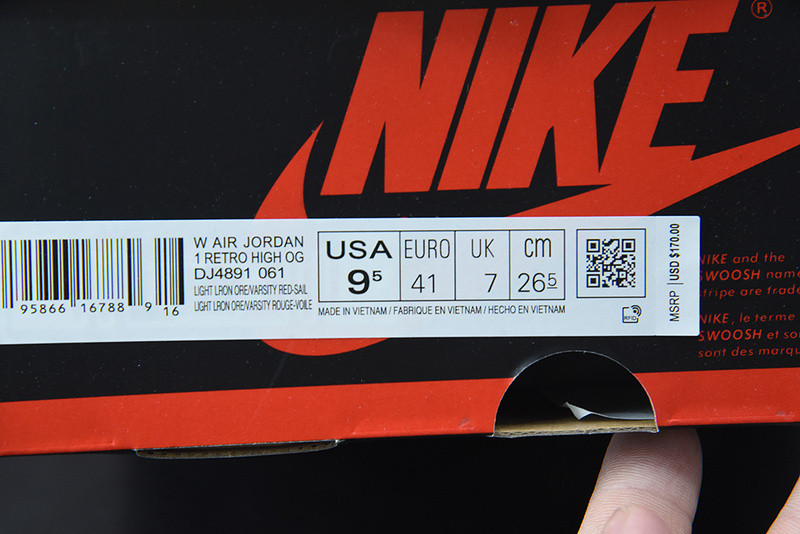 NIKE®
W AIR JORDAN
1 RETRO HIGH OG
DJ4891 061
LIGHT LRON ORE/VARSITY RED-SAIL
LIGHT LRON ORE/VARSITY ROUGE-VOILE
95866 16788 9 16
USA
9⁵
EURO
41
UK
7
cm
26⁵
MADE IN VIETNAM / FABRIQUE EN VIETNAM / HECHO EN VIETNAM
RFID
MSRP USD $170.00
NIKE and the
SWOOSH name
stripe are trade
NIKE, le terme
SWOOSH et so
sont des marqu